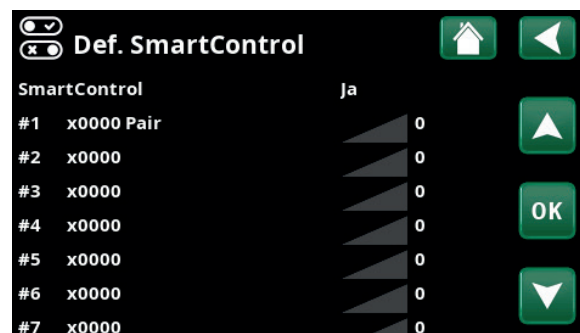 Def. SmartControl
SmartControl Ja
#1 x0000 Pair 0
#2 x0000 0
#3 x0000 0
#4 x0000 0
#5 x0000 0
#6 x0000 0
#7 x0000 0
OK